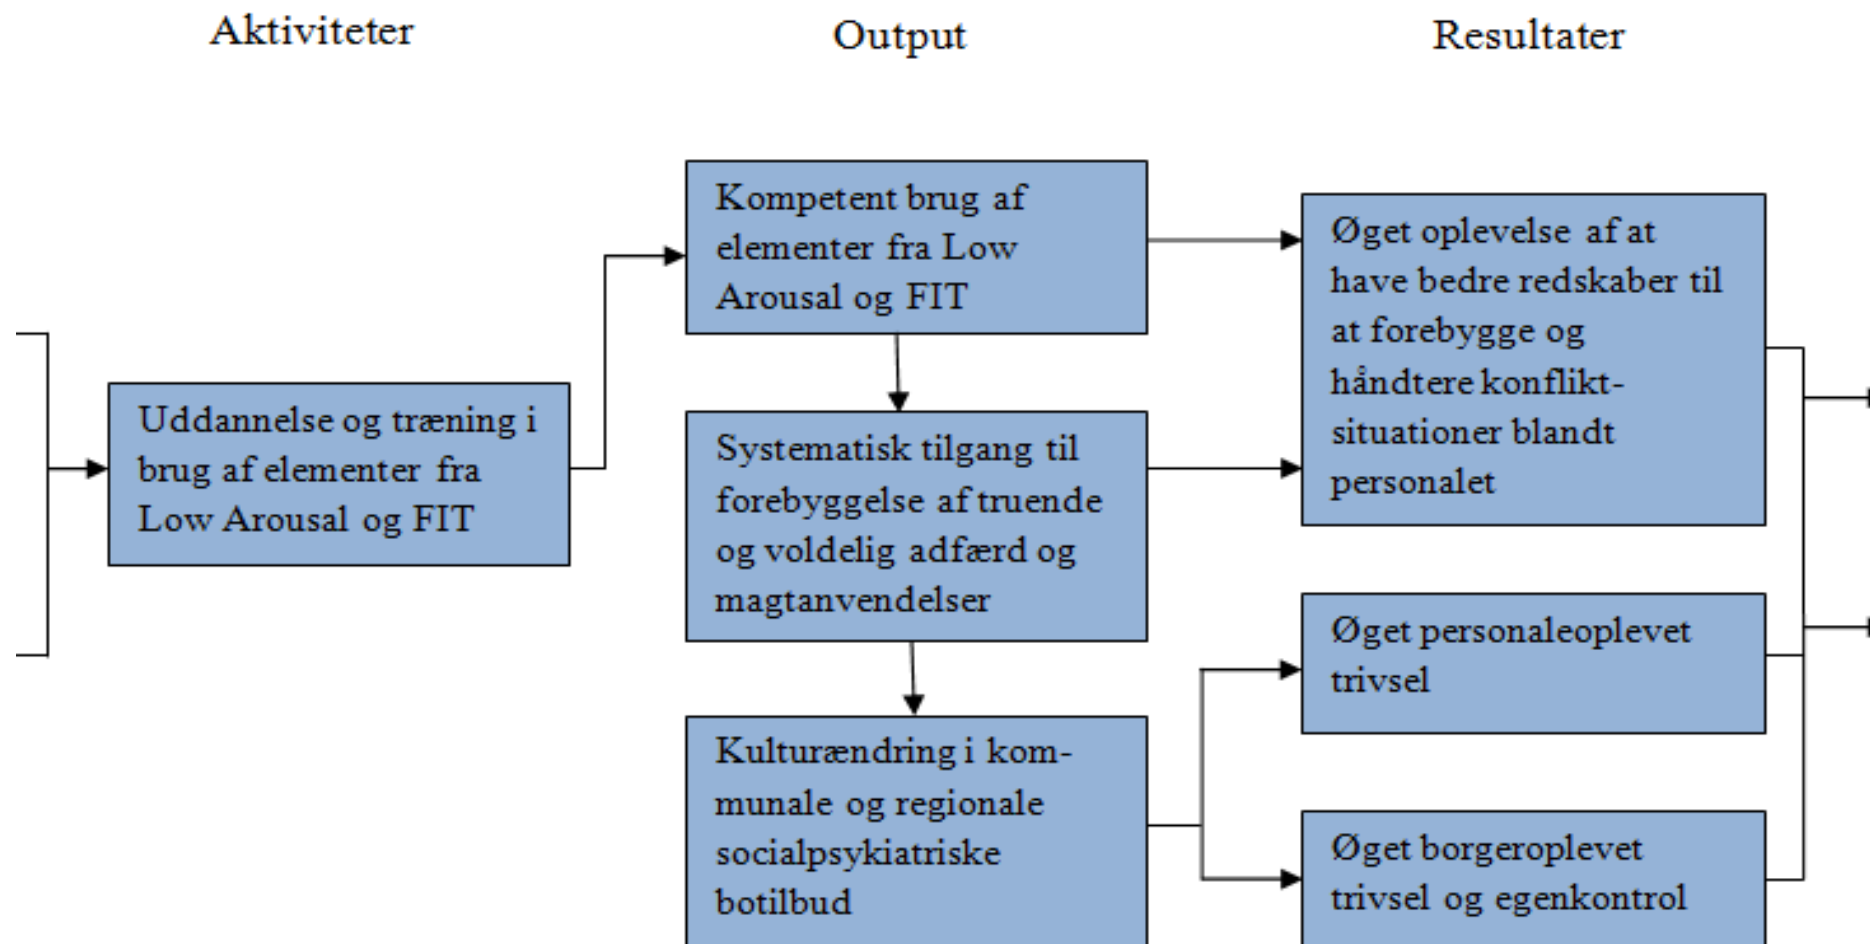 Aktiviteter
Output
Resultater
Uddannelse og træning i
brug af elementer fra
Low Arousal og FIT
Kompetent brug af
elementer fra Low
Arousal og FIT
Systematisk tilgang til
forebyggelse af truende
og voldelig adfærd og
magtanvendelser
Kulturændring i kom-
munale og regionale
socialpsykiatriske
botilbud
Øget oplevelse af at
have bedre redskaber til
at forebygge og
håndtere konflikt-
situationer blandt
personalet
Øget personaleoplevet
trivsel
Øget borgeroplevet
trivsel og egenkontrol